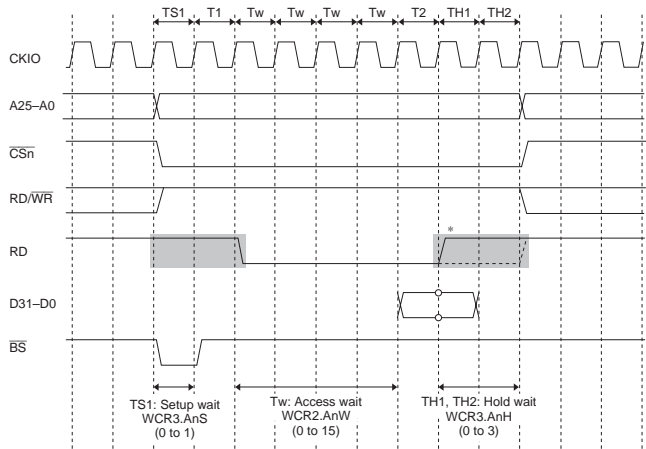 TS1 T1 Tw Tw Tw Tw T2 TH1 TH2
CKIO
A25–A0
CSn
RD/WR
*
RD
D31–D0
BS
TS1: Setup wait
WCR3.AnS
(0 to 1)
Tw: Access wait
WCR2.AnW
(0 to 15)
TH1, TH2: Hold wait
WCR3.AnH
(0 to 3)